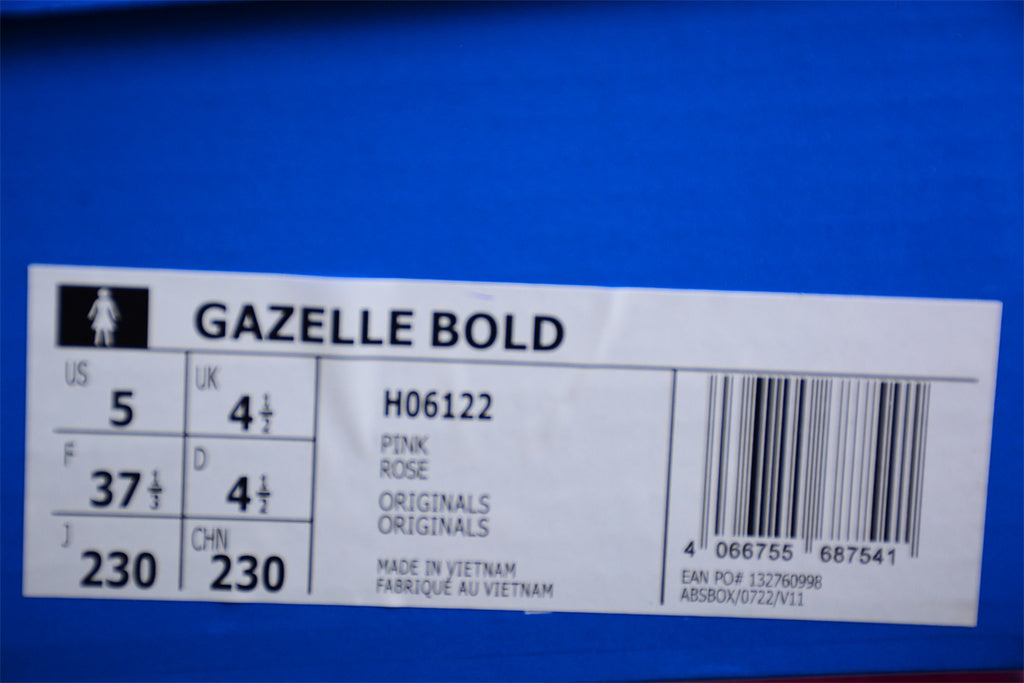 GAZELLE BOLD
US 5
UK 4 1/2
F 37 1/3
D 4 1/2
J 230
CHN 230
H06122
PINK
ROSE
ORIGINALS
ORIGINALS
MADE IN VIETNAM
FABRIQUÉ AU VIETNAM
4 066755 687541
EAN PO# 132760998
ABSBOX/0722/V11